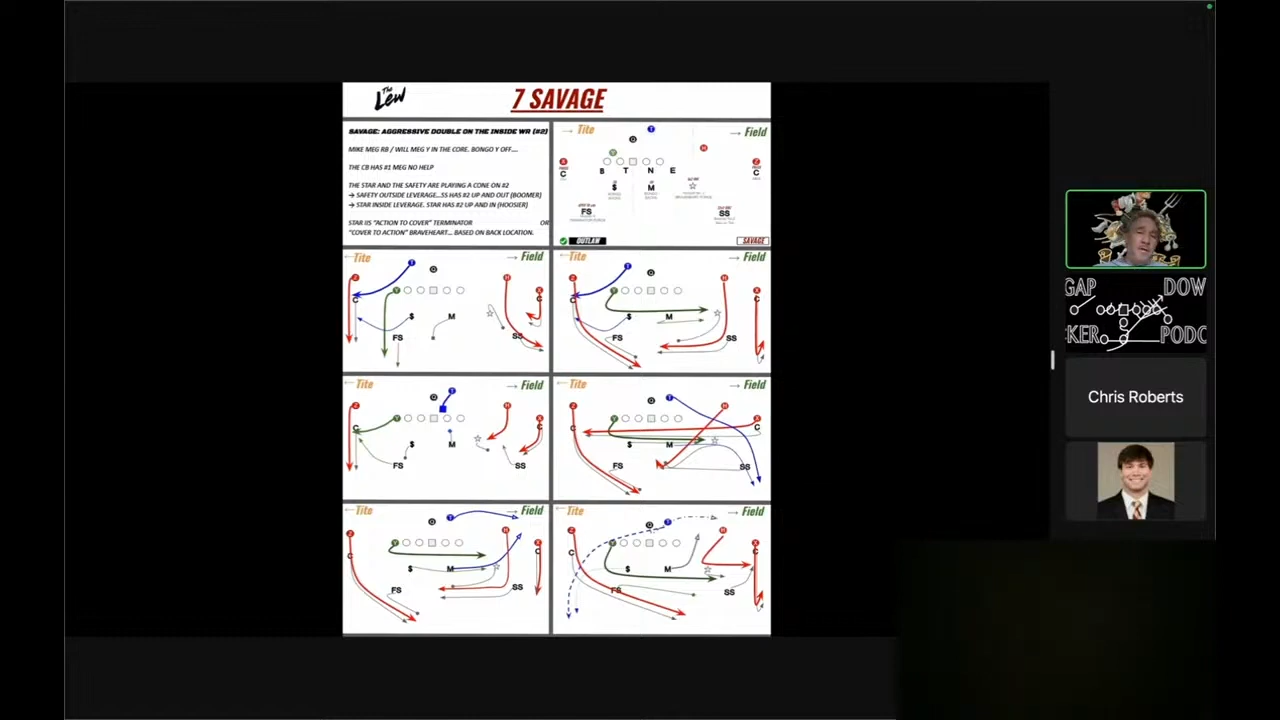 The Lew
7 SAVAGE
SAVAGE: AGGRESSIVE DOUBLE ON THE INSIDE WR (#2)
MIKE MEG RB / WILL MEG Y IN THE CORE, BONGO Y OFF....
THE CB HAS #1 MEG NO HELP
THE STAR AND THE SAFETY ARE PLAYING A CONE ON #2
→ SAFETY OUTSIDE LEVERAGE...SS HAS #2 UP AND OUT (BOOMER)
→ STAR INSIDE LEVERAGE. STAR HAS #2 UP AND IN (HOOSIER)
STAR IIS "ACTION TO COVER" TERMINATOR OR
"COVER TO ACTION" BRAVEHEART... BASED ON BACK LOCATION.
← Tite
→ Field
T
Q
Y
H
X
Z
C
C
B T N E
$
M
FS
SS
OUTLAW
SAVAGE
← Tite
→ Field
Z T Q H
Y X
C C
$ M
FS SS
← Tite
→ Field
Z T Q H
Y X
C C
$ M
FS SS
← Tite
→ Field
Z T Q H
Y X
C C
$ M
FS SS
← Tite
→ Field
Z Q T H
Y X
C C
$ M
FS SS
← Tite
→ Field
Z Q T H
Y X
C C
$ M
FS SS
← Tite
→ Field
Z Q T H
Y X
C C
$ M
FS SS
GAP DOW
KER PODC
Chris Roberts